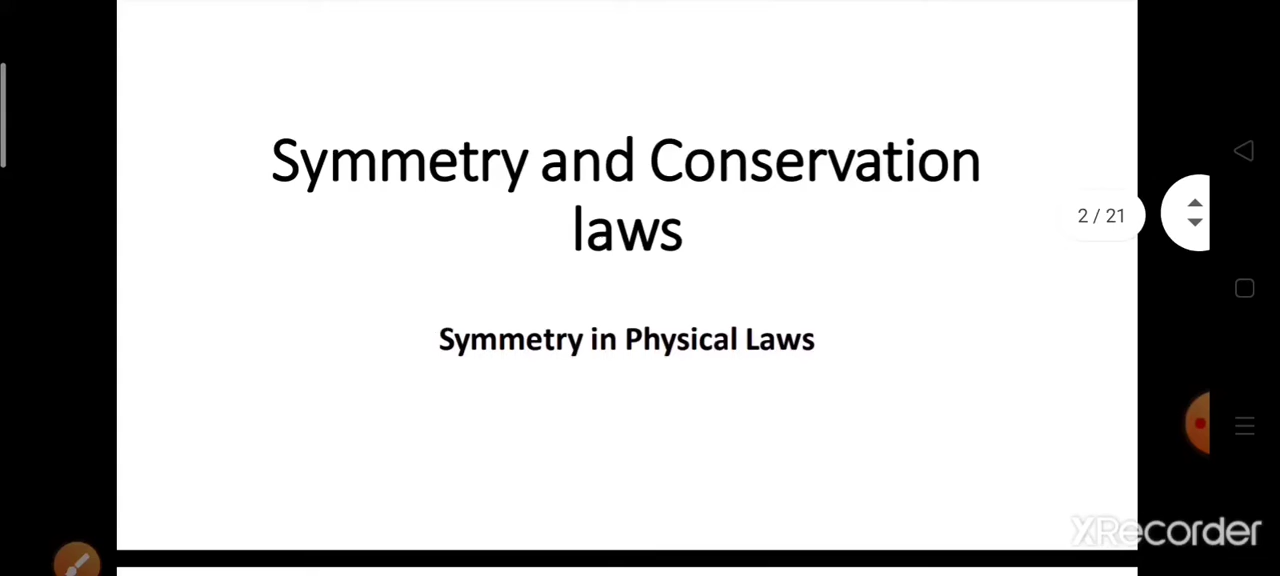 Symmetry and Conservation
laws
2 / 21
Symmetry in Physical Laws
XRecorder